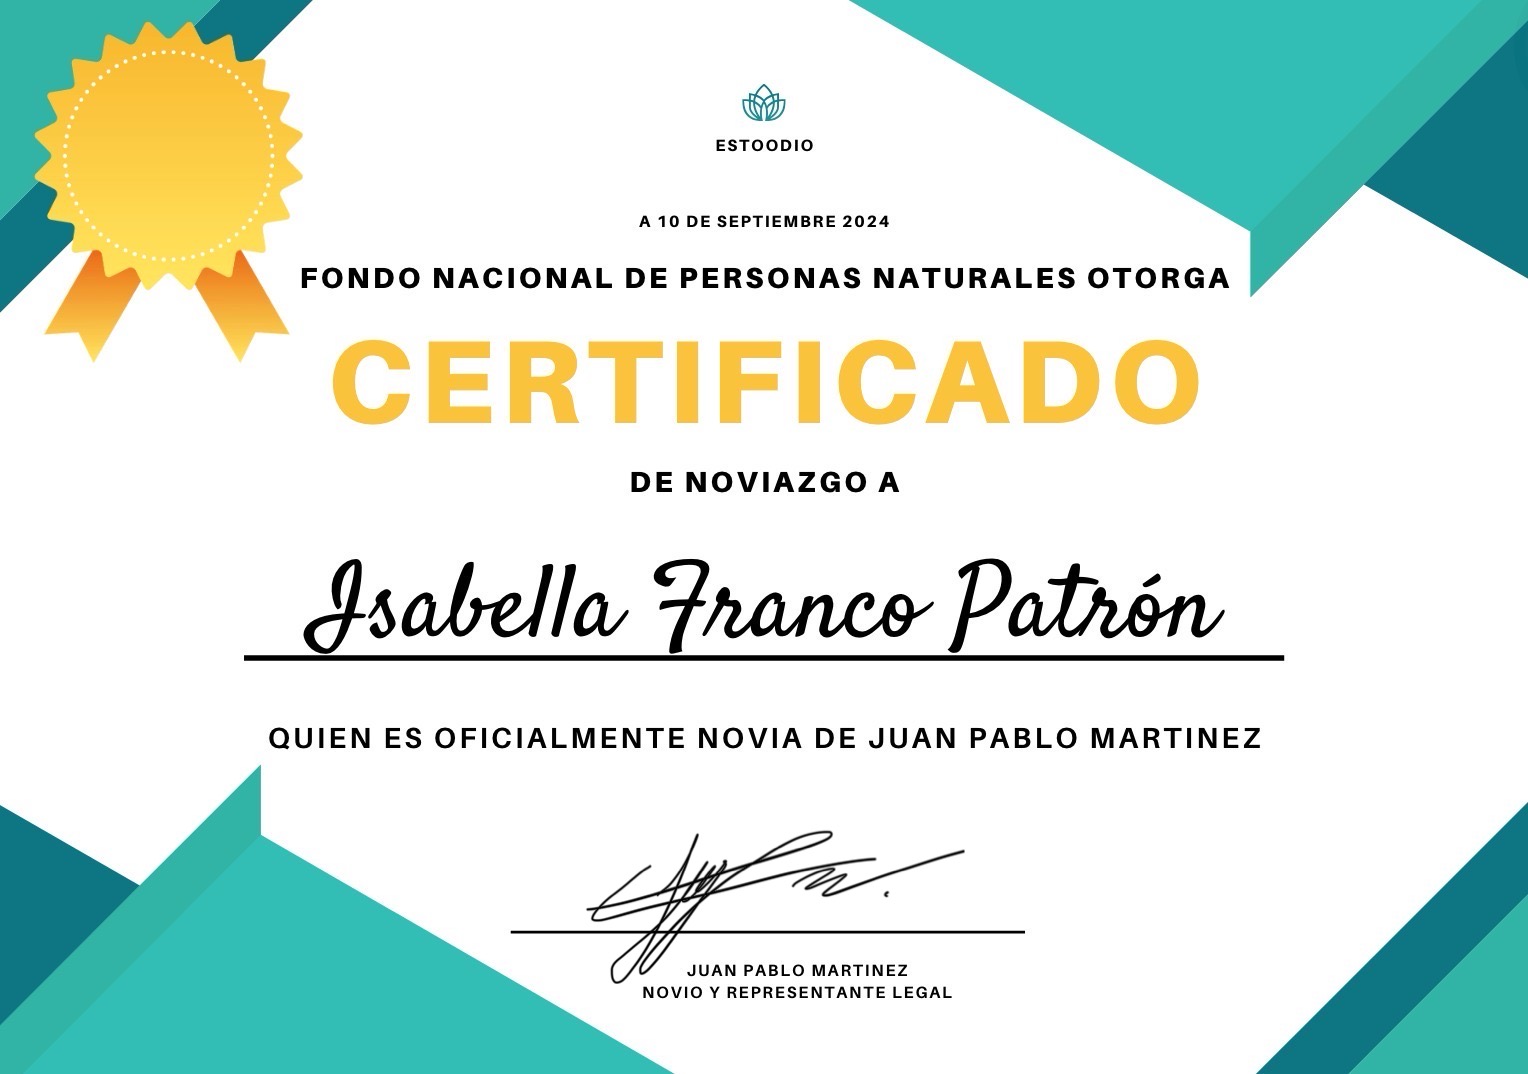 ESTOODIO
A 10 DE SEPTIEMBRE 2024
FONDO NACIONAL DE PERSONAS NATURALES OTORGA
CERTIFICADO
DE NOVIAZGO A
Isabella Franco Patrón
QUIEN ES OFICIALMENTE NOVIA DE JUAN PABLO MARTINEZ
JUAN PABLO MARTINEZ
NOVIO Y REPRESENTANTE LEGAL